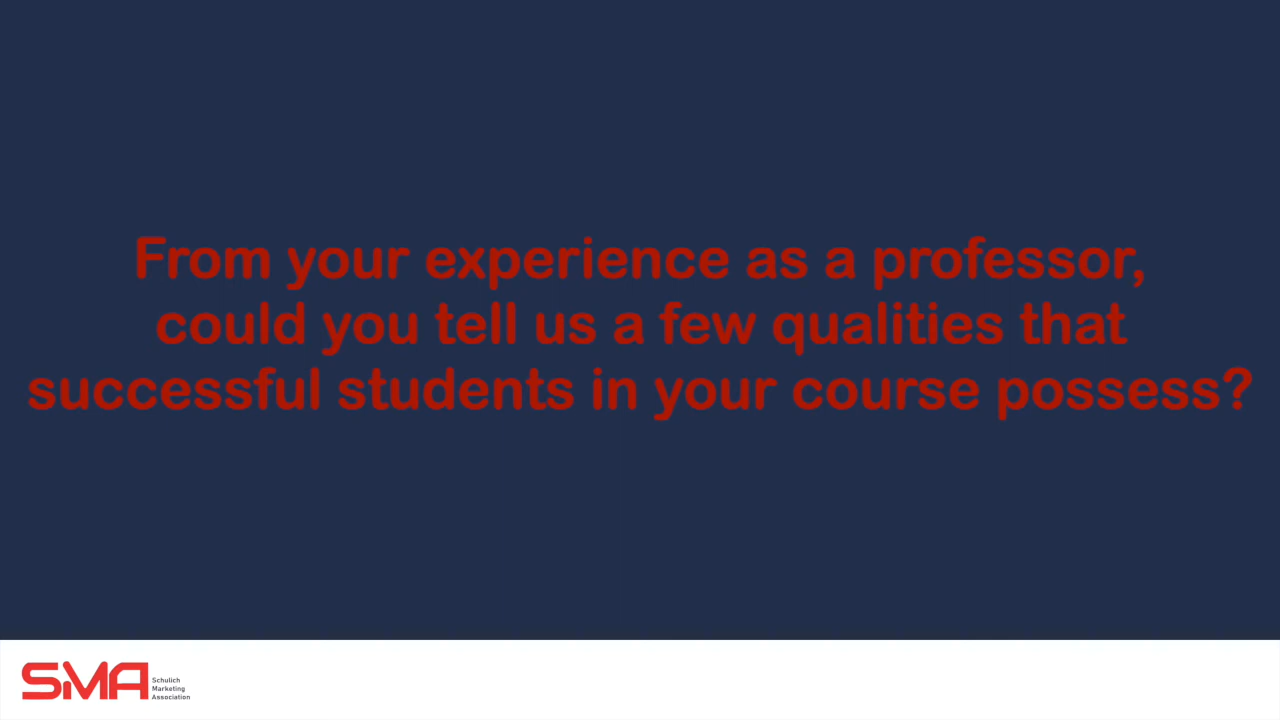 From your experience as a professor,
could you tell us a few qualities that
successful students in your course possess?
SMA
Schulich
Marketing
Association